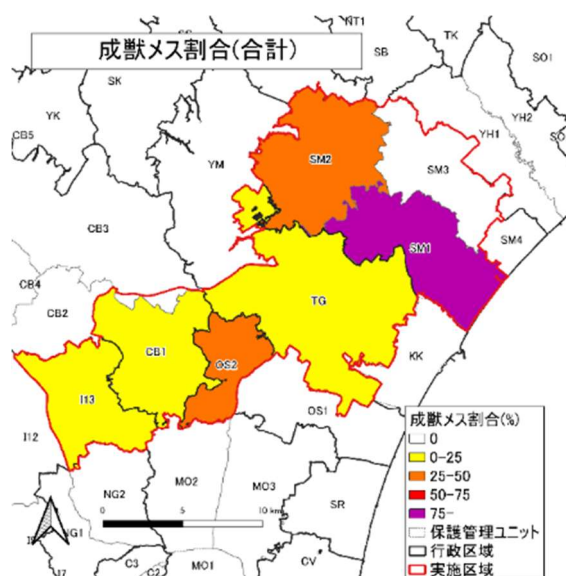 成獣メス割合(合計)
NT1
TK
SB
SO1
SK
YK
YH2
CB5
YH1
YM
SM2
SM3
CB3
SM4
SM1
CB4
CB2
TG
CB1
OS2
KK
I13
OS1
I12
MO2
MO3
NG2
SR
NG1
C3
C2
MO1
CV
I7
0 5 10 km
成獣メス割合(%)
0
0-25
25-50
50-75
75-
保護管理ユニット
行政区域
実施区域